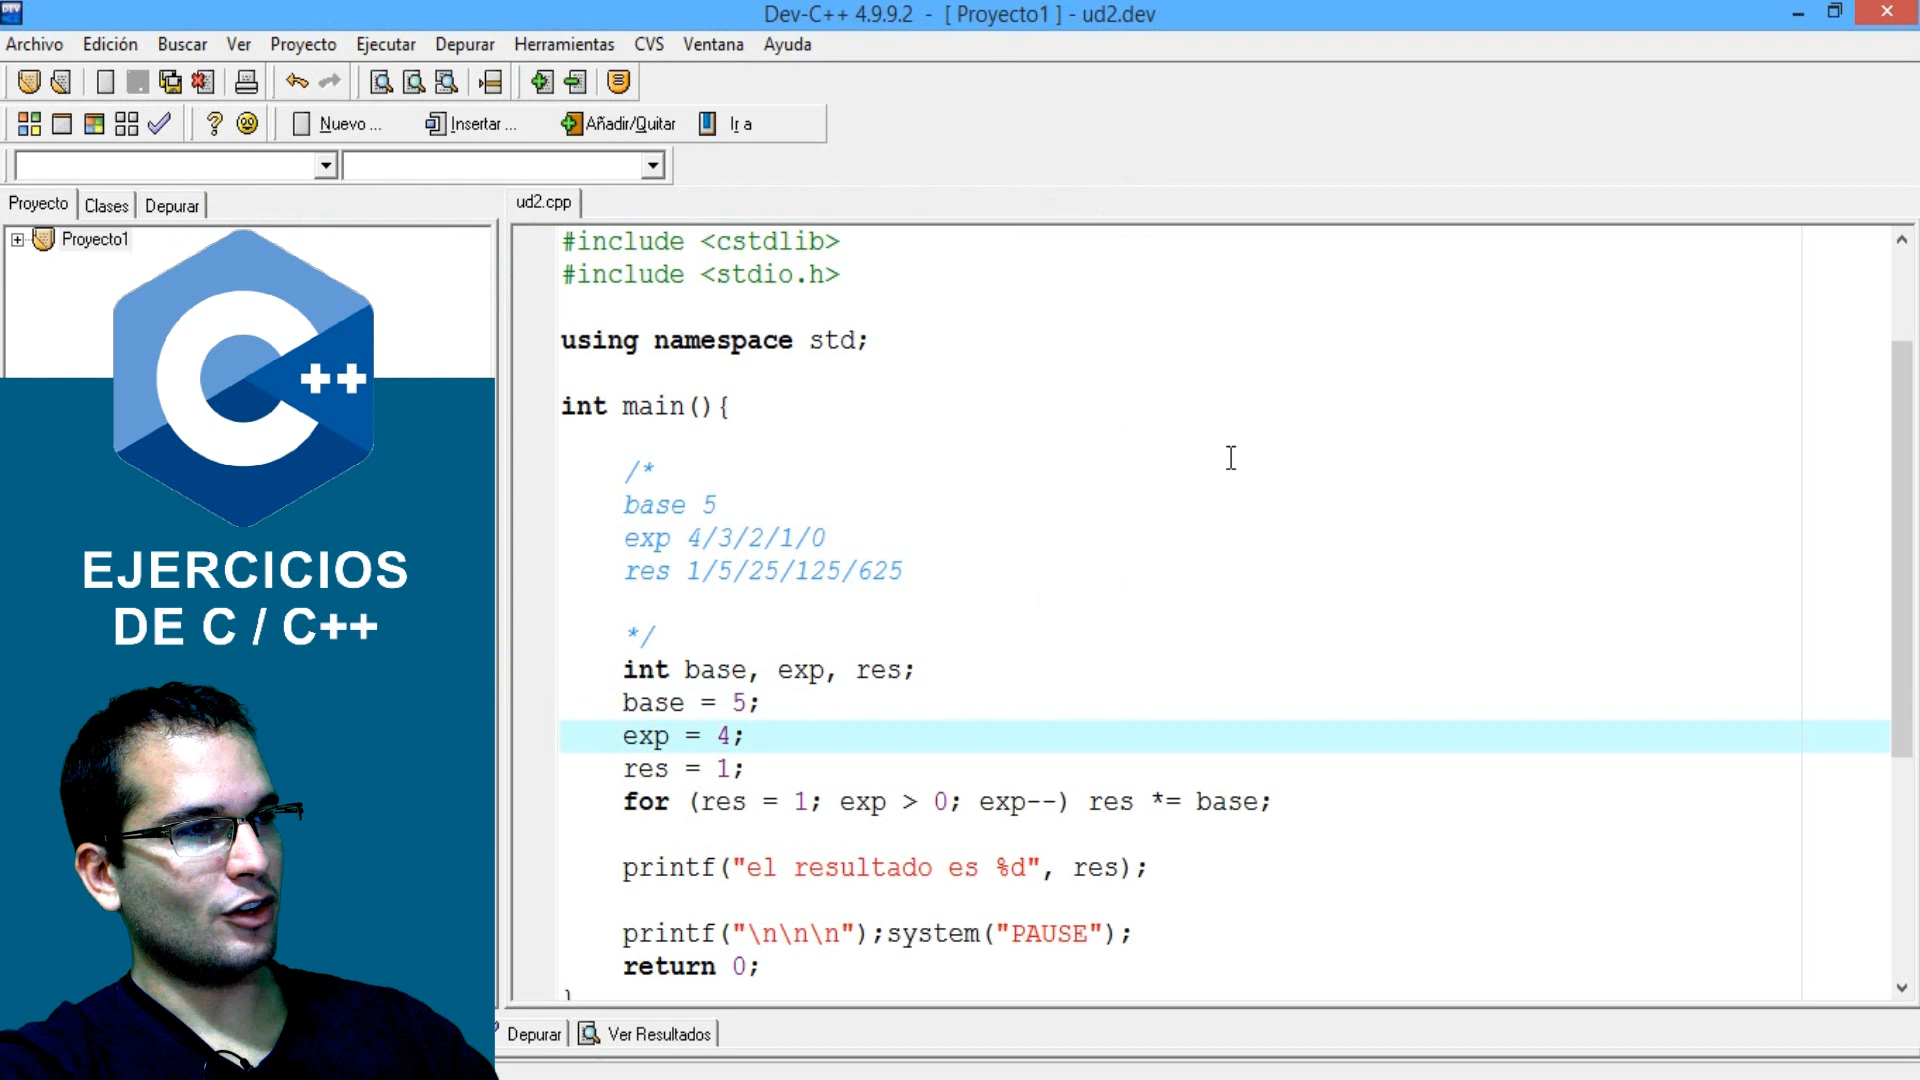 Dev-C++ 4.9.9.2 - [ Proyecto1 ] - ud2.dev
Archivo Edición Buscar Ver Proyecto Ejecutar Depurar Herramientas CVS Ventana Ayuda
Nuevo ... Insertar ... Añadir/Quitar Ir a
Proyecto Clases Depurar
ud2.cpp
Proyecto1
C++
EJERCICIOS
DE C / C++
#include <cstdlib>
#include <stdio.h>
using namespace std;
int main(){
/*
base 5
exp 4/3/2/1/0
res 1/5/25/125/625
*/
int base, exp, res;
base = 5;
exp = 4;
res = 1;
for (res = 1; exp > 0; exp--) res *= base;
printf("el resultado es %d", res);
printf("\n\n\n");system("PAUSE");
return 0;
}
Depurar Ver Resultados